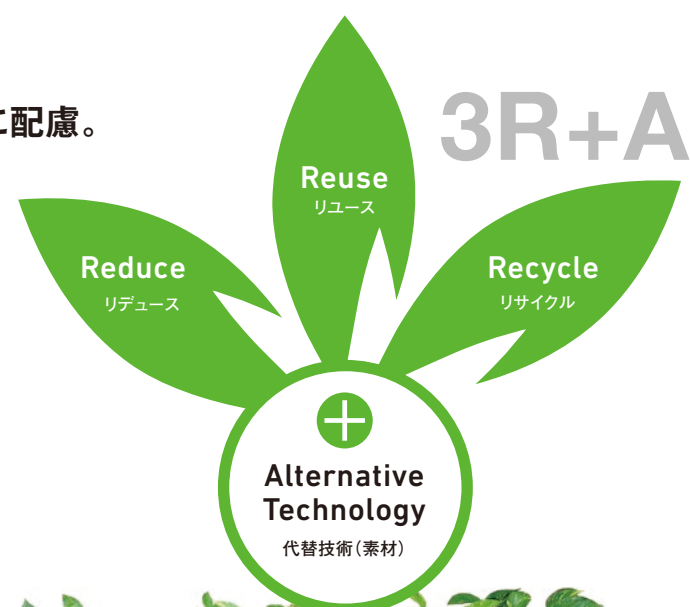 に配慮。
3R+A
Reuse
リユース
Reduce
リデュース
Recycle
リサイクル
+
Alternative
Technology
代替技術（素材）